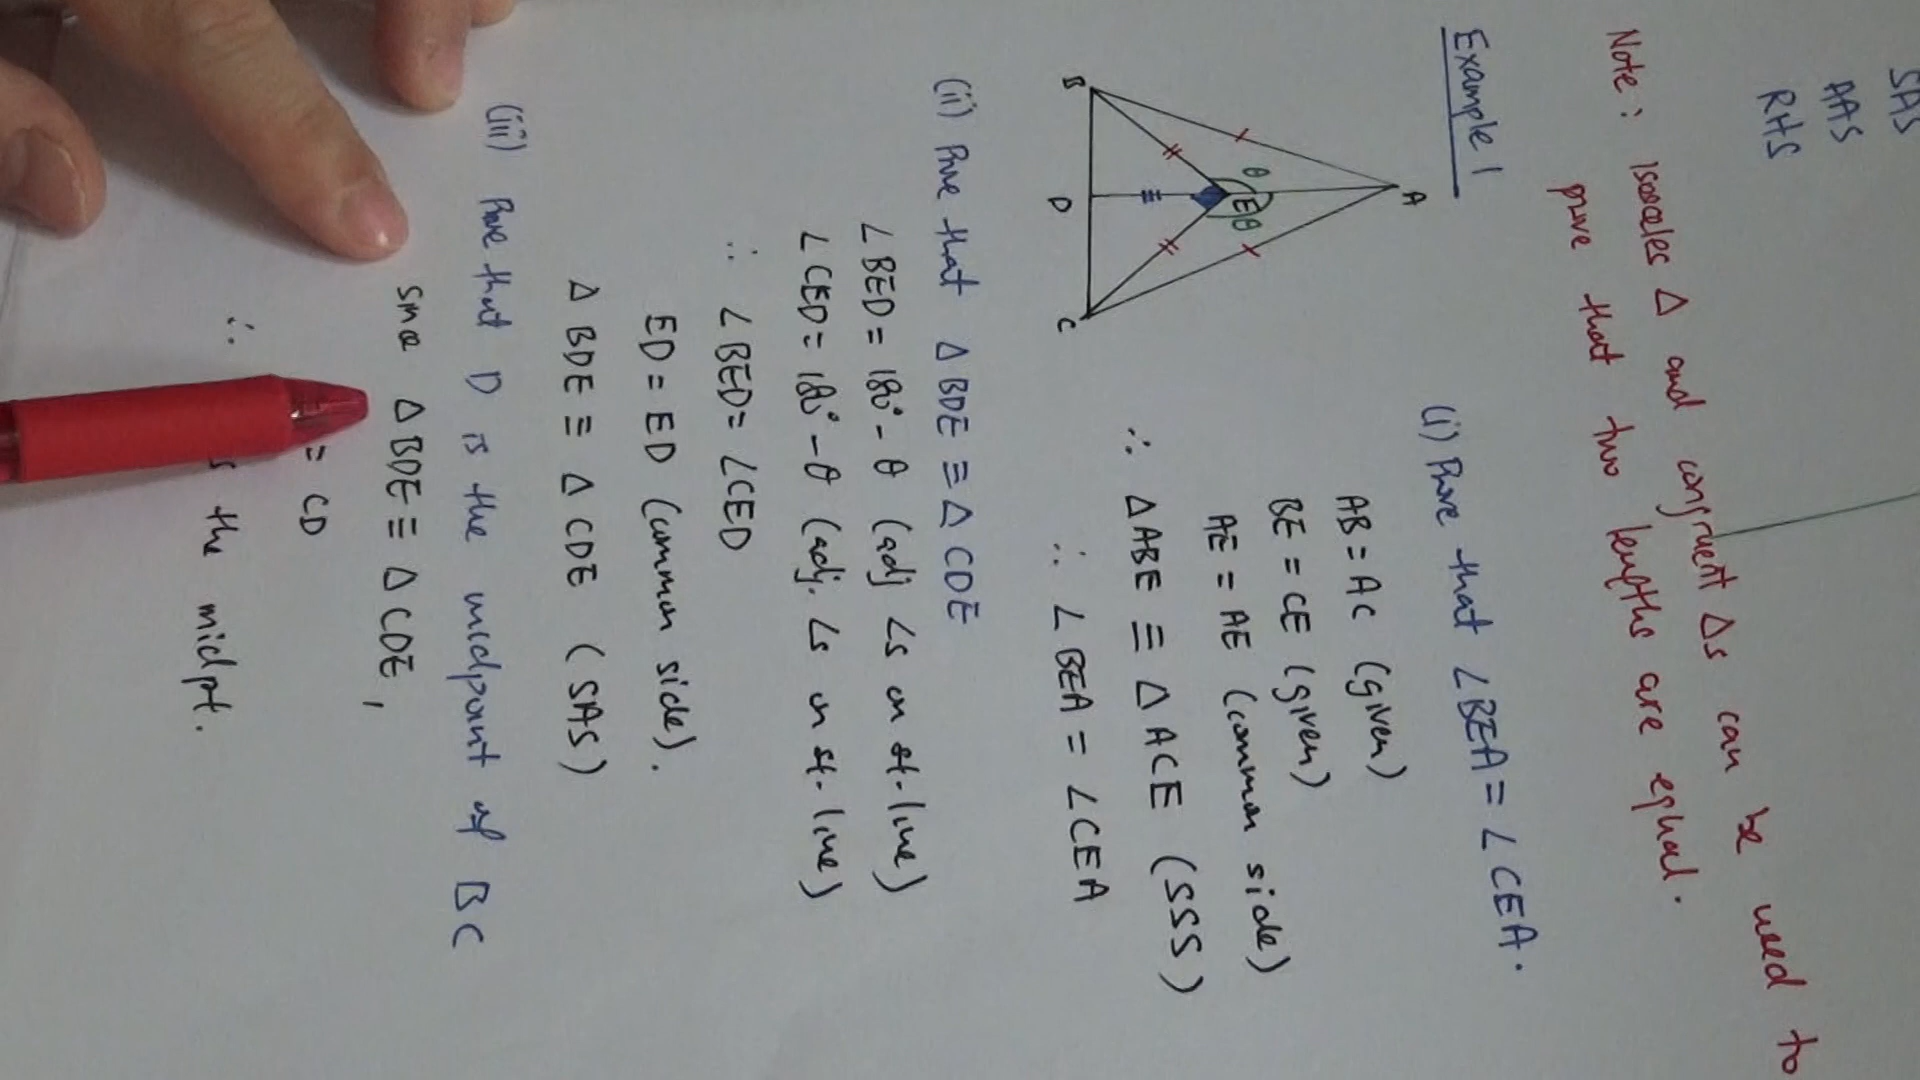 SAS
AAS
RHS
Note : isosceles Δ and congruent Δs can be used to
prove that two lengths are equal.
Example 1
A
θ
E
θ
B
D
C
(i) Prove that ∠BEA = ∠CEA.
AB = AC (given)
BE = CE (given)
AE = AE (common side)
∴ ΔABE ≡ ΔACE (SSS)
∴ ∠BEA = ∠CEA
(ii) Prove that ΔBDE ≡ ΔCDE
∠BED = 180° - θ (adj ∠s on st. line)
∠CED = 180° - θ (adj. ∠s on st. line)
∴ ∠BED = ∠CED
ED = ED (common side).
ΔBDE ≡ ΔCDE (SAS)
(iii) Prove that D is the midpoint of BC
since ΔBDE ≡ ΔCDE,
= CD
∴ the midpt.